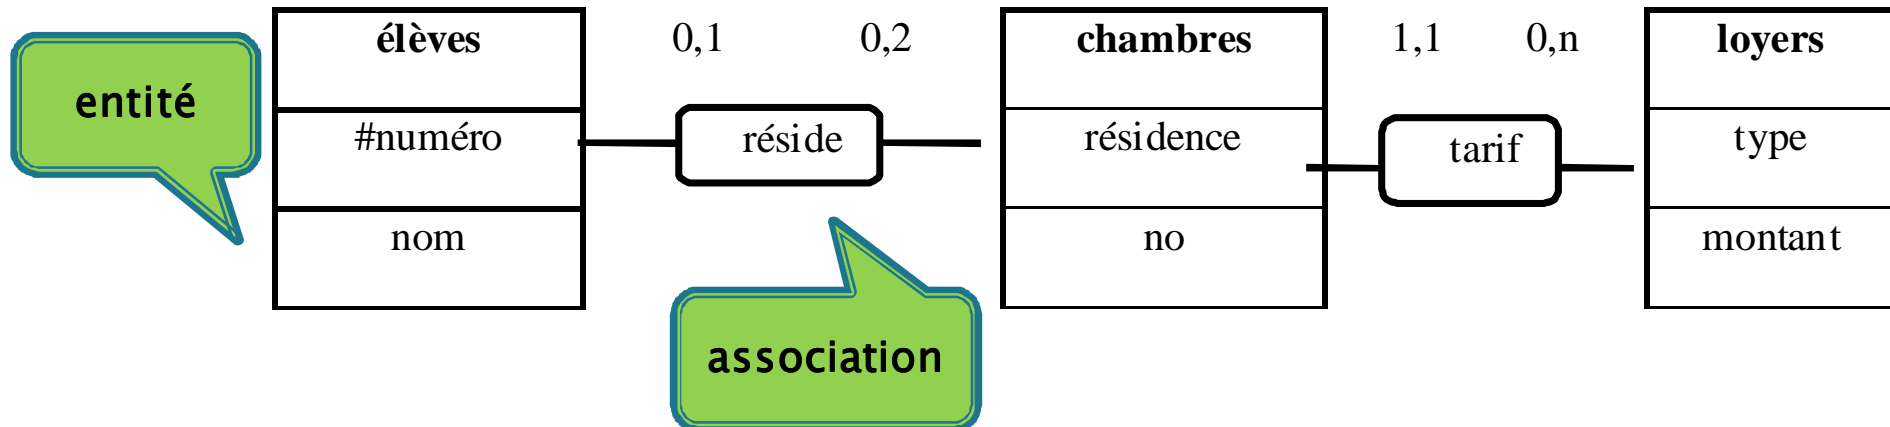 entité
élèves
#numéro
nom
0,1
0,2
réside
association
chambres
résidence
no
1,1
0,n
tarif
loyers
type
montant